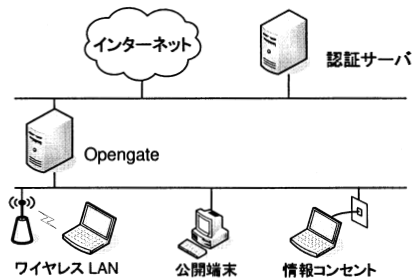 インターネット
認証サーバ
Opengate
ワイヤレス LAN
公開端末
情報コンセント